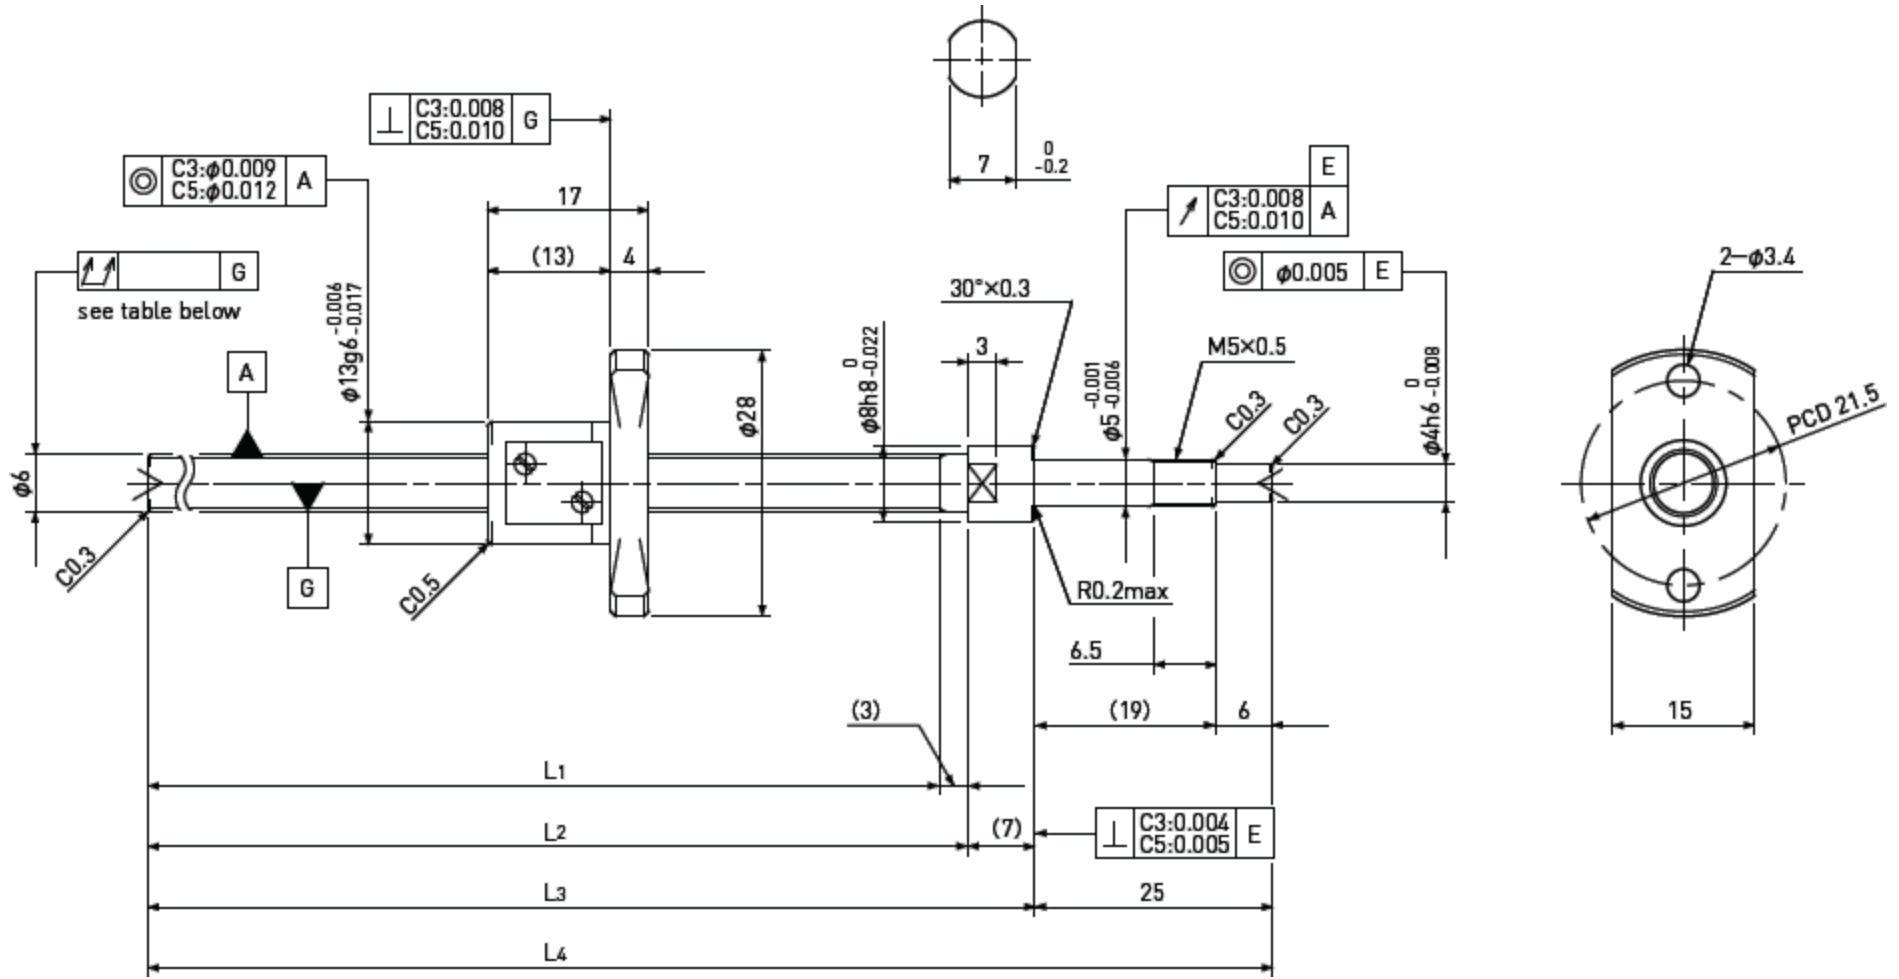 C3:0.008
C5:0.010
G
7
0
-0.2
E
C3:ϕ0.009
C5:ϕ0.012
A
17
C3:0.008
C5:0.010
A
G
see table below
(13)
4
ϕ0.005
E
2-ϕ3.4
30°×0.3
ϕ13g6
-0.006
-0.017
3
M5×0.5
A
ϕ8h8
0
-0.022
ϕ5
-0.001
-0.006
C0.3
C0.3
ϕ4h6
0
-0.008
PCD 21.5
ϕ28
ϕ6
C0.3
G
C0.5
R0.2max
6.5
(3)
(19)
6
15
L1
L2
(7)
C3:0.004
C5:0.005
E
L3
25
L4